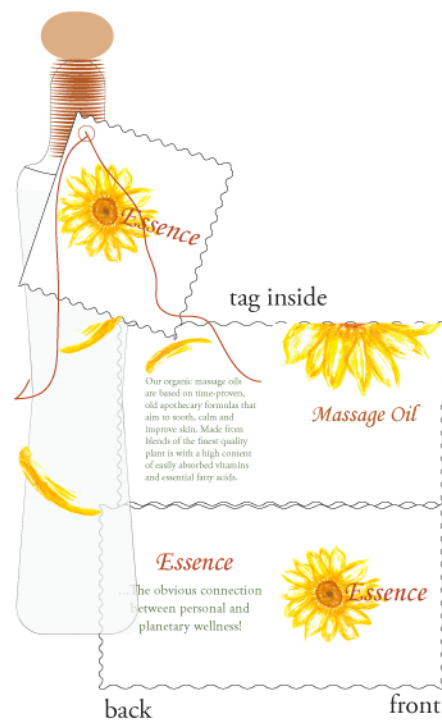 Essence
tag inside
Our organic massage oils
are based on time-proven,
old apothecary formulas that
aim to sooth, calm and
improve skin. Made from
blends of the finest quality
plant is with a high content
of easily absorbed vitamins
and essential fatty acids.
Massage Oil
Essence
...The obvious connection
between personal and
planetary wellness!
Essence
back
front